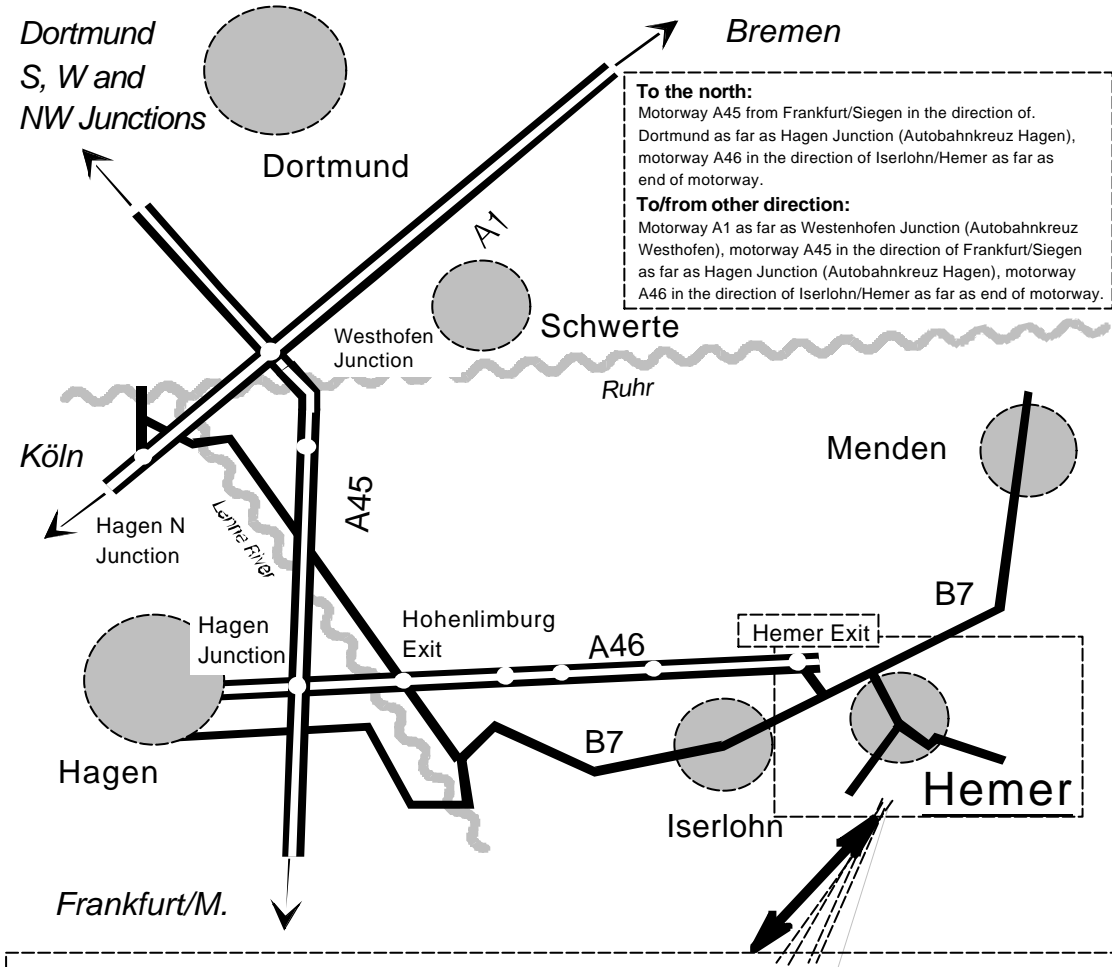 Dortmund
S, W and
NW Junctions
Bremen
Dortmund
To the north:
Motorway A45 from Frankfurt/Siegen in the direction of.
Dortmund as far as Hagen Junction (Autobahnkreuz Hagen),
motorway A46 in the direction of Iserlohn/Hemer as far as
end of motorway.
To/from other direction:
Motorway A1 as far as Westenhofen Junction (Autobahnkreuz
Westhofen), motorway A45 in the direction of Frankfurt/Siegen
as far as Hagen Junction (Autobahnkreuz Hagen), motorway
A46 in the direction of Iserlohn/Hemer as far as end of motorway.
A1
Schwerte
Westhofen
Junction
Ruhr
Menden
Köln
A45
Hagen N
Junction
Lenne River
B7
Hagen
Junction
Hohenlimburg
Exit
A46
Hemer Exit
B7
Hagen
Hemer
Iserlohn
Frankfurt/M.